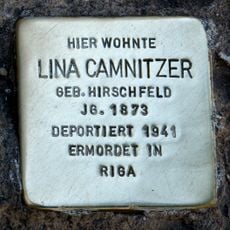 HIER WOHNTE
LINA CAMNITZER
GEB. HIRSCHFELD
JG. 1873
DEPORTIERT 1941
ERMORDET IN
RIGA